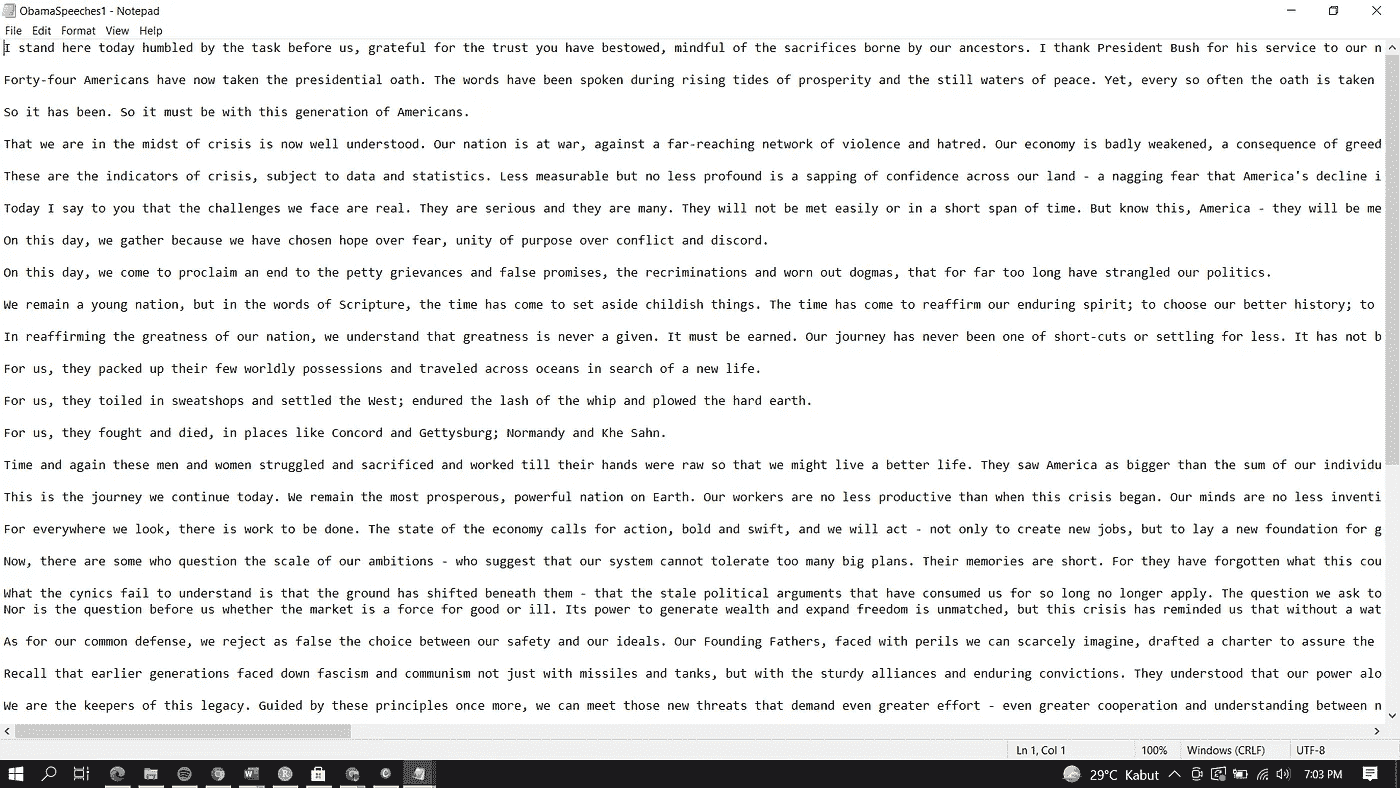 ObamaSpeeches1 - Notepad
File Edit Format View Help
I stand here today humbled by the task before us, grateful for the trust you have bestowed, mindful of the sacrifices borne by our ancestors. I thank President Bush for his service to our n
Forty-four Americans have now taken the presidential oath. The words have been spoken during rising tides of prosperity and the still waters of peace. Yet, every so often the oath is taken
So it has been. So it must be with this generation of Americans.
That we are in the midst of crisis is now well understood. Our nation is at war, against a far-reaching network of violence and hatred. Our economy is badly weakened, a consequence of greed
These are the indicators of crisis, subject to data and statistics. Less measurable but no less profound is a sapping of confidence across our land - a nagging fear that America's decline i
Today I say to you that the challenges we face are real. They are serious and they are many. They will not be met easily or in a short span of time. But know this, America - they will be me
On this day, we gather because we have chosen hope over fear, unity of purpose over conflict and discord.
On this day, we come to proclaim an end to the petty grievances and false promises, the recriminations and worn out dogmas, that for far too long have strangled our politics.
We remain a young nation, but in the words of Scripture, the time has come to set aside childish things. The time has come to reaffirm our enduring spirit; to choose our better history; to
In reaffirming the greatness of our nation, we understand that greatness is never a given. It must be earned. Our journey has never been one of short-cuts or settling for less. It has not b
For us, they packed up their few worldly possessions and traveled across oceans in search of a new life.
For us, they toiled in sweatshops and settled the West; endured the lash of the whip and plowed the hard earth.
For us, they fought and died, in places like Concord and Gettysburg; Normandy and Khe Sahn.
Time and again these men and women struggled and sacrificed and worked till their hands were raw so that we might live a better life. They saw America as bigger than the sum of our individu
This is the journey we continue today. We remain the most prosperous, powerful nation on Earth. Our workers are no less productive than when this crisis began. Our minds are no less inventi
For everywhere we look, there is work to be done. The state of the economy calls for action, bold and swift, and we will act - not only to create new jobs, but to lay a new foundation for g
Now, there are some who question the scale of our ambitions - who suggest that our system cannot tolerate too many big plans. Their memories are short. For they have forgotten what this cou
What the cynics fail to understand is that the ground has shifted beneath them - that the stale political arguments that have consumed us for so long no longer apply. The question we ask to
Nor is the question before us whether the market is a force for good or ill. Its power to generate wealth and expand freedom is unmatched, but this crisis has reminded us that without a wat
As for our common defense, we reject as false the choice between our safety and our ideals. Our Founding Fathers, faced with perils we can scarcely imagine, drafted a charter to assure the
Recall that earlier generations faced down fascism and communism not just with missiles and tanks, but with the sturdy alliances and enduring convictions. They understood that our power alo
We are the keepers of this legacy. Guided by these principles once more, we can meet those new threats that demand even greater effort - even greater cooperation and understanding between n
Ln 1, Col 1 100% Windows (CRLF) UTF-8
29°C Kabut 7:03 PM